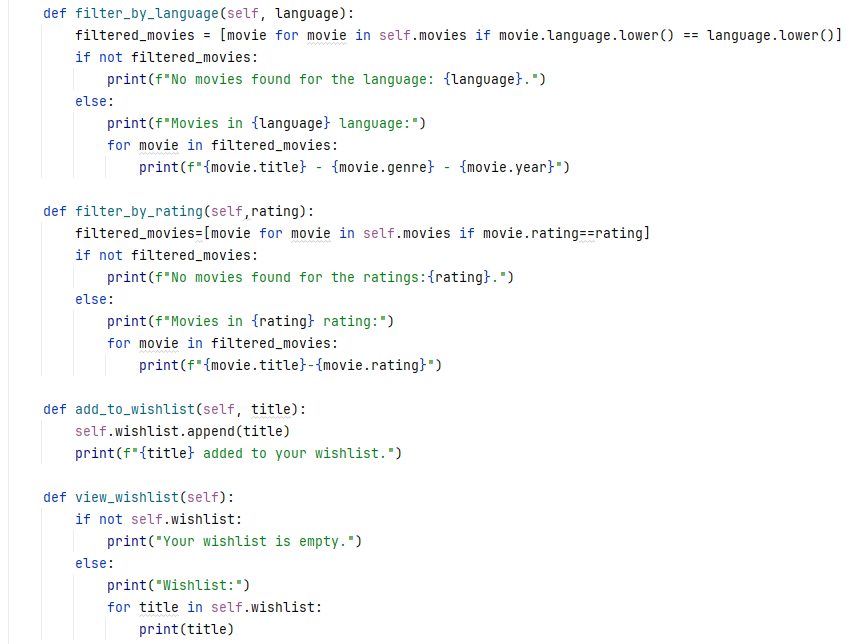 def filter_by_language(self, language):
    filtered_movies = [movie for movie in self.movies if movie.language.lower() == language.lower()]
    if not filtered_movies:
        print(f"No movies found for the language: {language}.")
    else:
        print(f"Movies in {language} language:")
        for movie in filtered_movies:
            print(f"{movie.title} - {movie.genre} - {movie.year}")

def filter_by_rating(self,rating):
    filtered_movies=[movie for movie in self.movies if movie.rating==rating]
    if not filtered_movies:
        print(f"No movies found for the ratings:{rating}.")
    else:
        print(f"Movies in {rating} rating:")
        for movie in filtered_movies:
            print(f"{movie.title}-{movie.rating}")

def add_to_wishlist(self, title):
    self.wishlist.append(title)
    print(f"{title} added to your wishlist.")

def view_wishlist(self):
    if not self.wishlist:
        print("Your wishlist is empty.")
    else:
        print("Wishlist:")
        for title in self.wishlist:
            print(title)